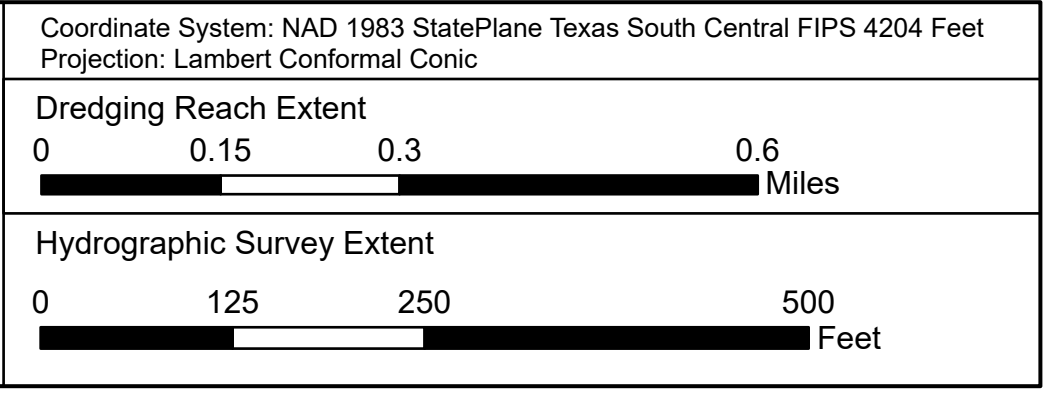 Coordinate System: NAD 1983 StatePlane Texas South Central FIPS 4204 Feet
Projection: Lambert Conformal Conic
Dredging Reach Extent
0 0.15 0.3 0.6
Miles
Hydrographic Survey Extent
0 125 250 500
Feet